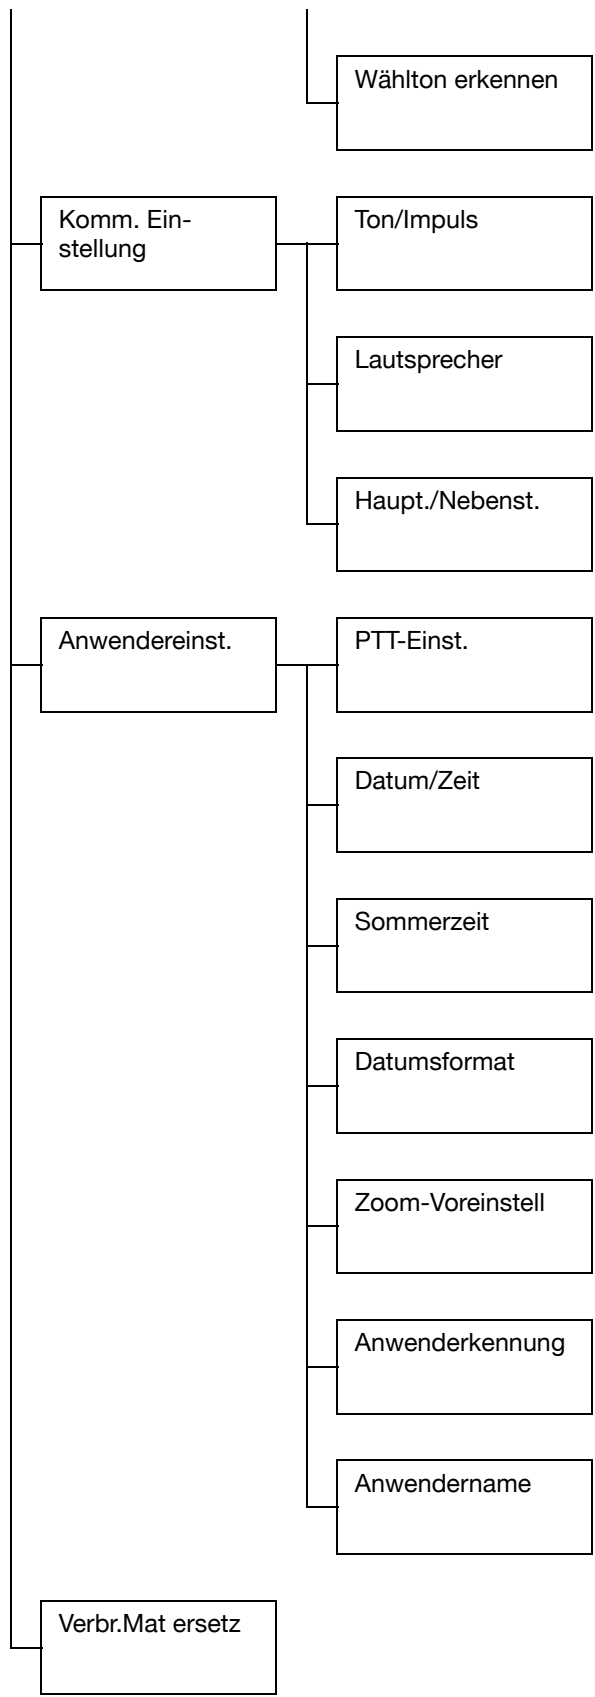 Wählton erkennen
Komm. Ein-
stellung
Ton/Impuls
Lautsprecher
Haupt./Nebenst.
Anwendereinst.
PTT-Einst.
Datum/Zeit
Sommerzeit
Datumsformat
Zoom-Voreinstell
Anwenderkennung
Anwendername
Verbr.Mat ersetz